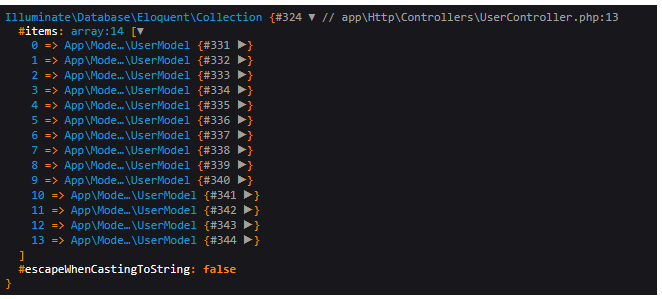 Illuminate\Database\Eloquent\Collection {#324 ▼ // app\Http\Controllers\UserController.php:13
#items: array:14 [▼
0 => App\Mode…\UserModel {#331 ▶}
1 => App\Mode…\UserModel {#332 ▶}
2 => App\Mode…\UserModel {#333 ▶}
3 => App\Mode…\UserModel {#334 ▶}
4 => App\Mode…\UserModel {#335 ▶}
5 => App\Mode…\UserModel {#336 ▶}
6 => App\Mode…\UserModel {#337 ▶}
7 => App\Mode…\UserModel {#338 ▶}
8 => App\Mode…\UserModel {#339 ▶}
9 => App\Mode…\UserModel {#340 ▶}
10 => App\Mode…\UserModel {#341 ▶}
11 => App\Mode…\UserModel {#342 ▶}
12 => App\Mode…\UserModel {#343 ▶}
13 => App\Mode…\UserModel {#344 ▶}
]
#escapeWhenCastingToString: false
}